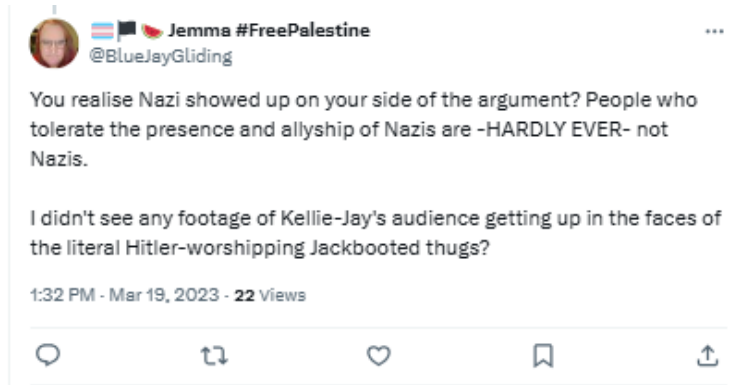 Jemma #FreePalestine
@BlueJayGliding
You realise Nazi showed up on your side of the argument? People who
tolerate the presence and allyship of Nazis are -HARDLY EVER- not
Nazis.
I didn't see any footage of Kellie-Jay's audience getting up in the faces of
the literal Hitler-worshipping Jackbooted thugs?
1:32 PM · Mar 19, 2023 · 22 Views